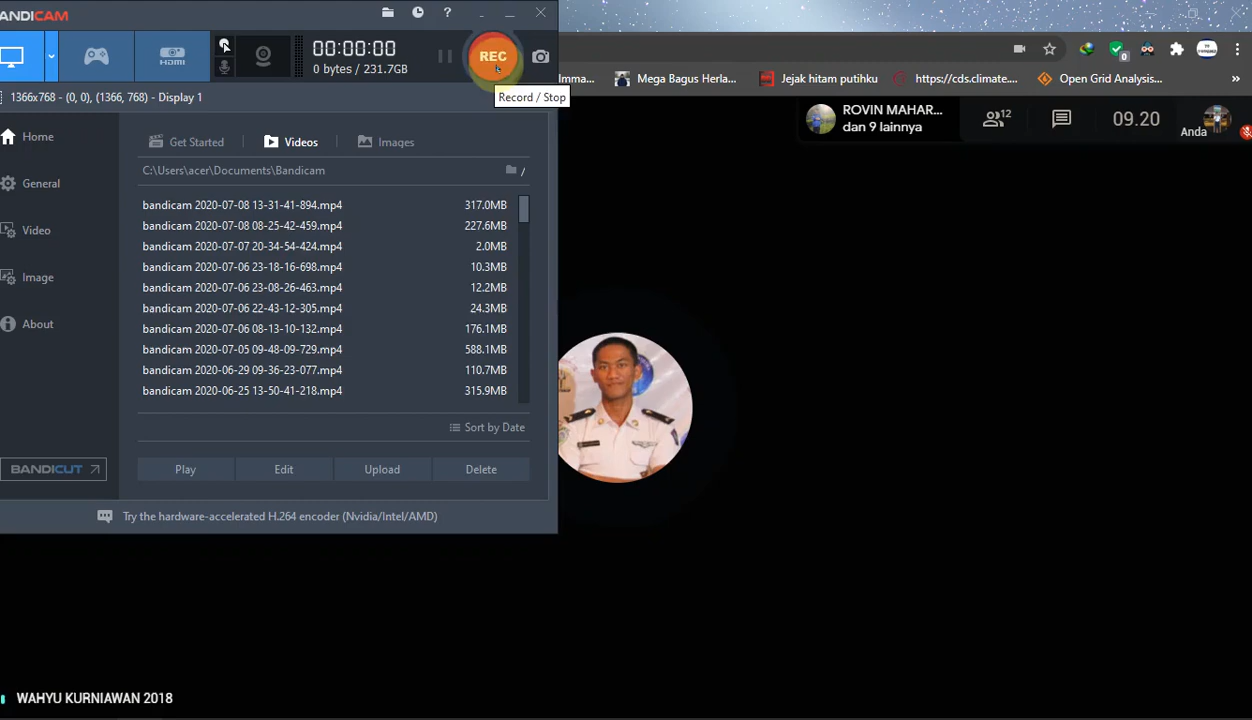 ANDICAM
HDMI
00:00:00
0 bytes / 231.7GB
REC
Record / Stop
1366x768 - (0, 0), (1366, 768) - Display 1
Home
General
Video
Image
About
BANDICUT
Get Started
Videos
Images
C:\Users\acer\Documents\Bandicam
/
bandicam 2020-07-08 13-31-41-894.mp4 317.0MB
bandicam 2020-07-08 08-25-42-459.mp4 227.6MB
bandicam 2020-07-07 20-34-54-424.mp4 2.0MB
bandicam 2020-07-06 23-18-16-698.mp4 10.3MB
bandicam 2020-07-06 23-08-26-463.mp4 12.2MB
bandicam 2020-07-06 22-43-12-305.mp4 24.3MB
bandicam 2020-07-06 08-13-10-132.mp4 176.1MB
bandicam 2020-07-05 09-48-09-729.mp4 588.1MB
bandicam 2020-06-29 09-36-23-077.mp4 110.7MB
bandicam 2020-06-25 13-50-41-218.mp4 315.9MB
Sort by Date
Play Edit Upload Delete
Try the hardware-accelerated H.264 encoder (Nvidia/Intel/AMD)
0
Imma... Mega Bagus Herla... Jejak hitam putihku https://cds.climate.... Open Grid Analysis... »
ROVIN MAHAR...
dan 9 lainnya
12
09.20
Anda
WAHYU KURNIAWAN 2018